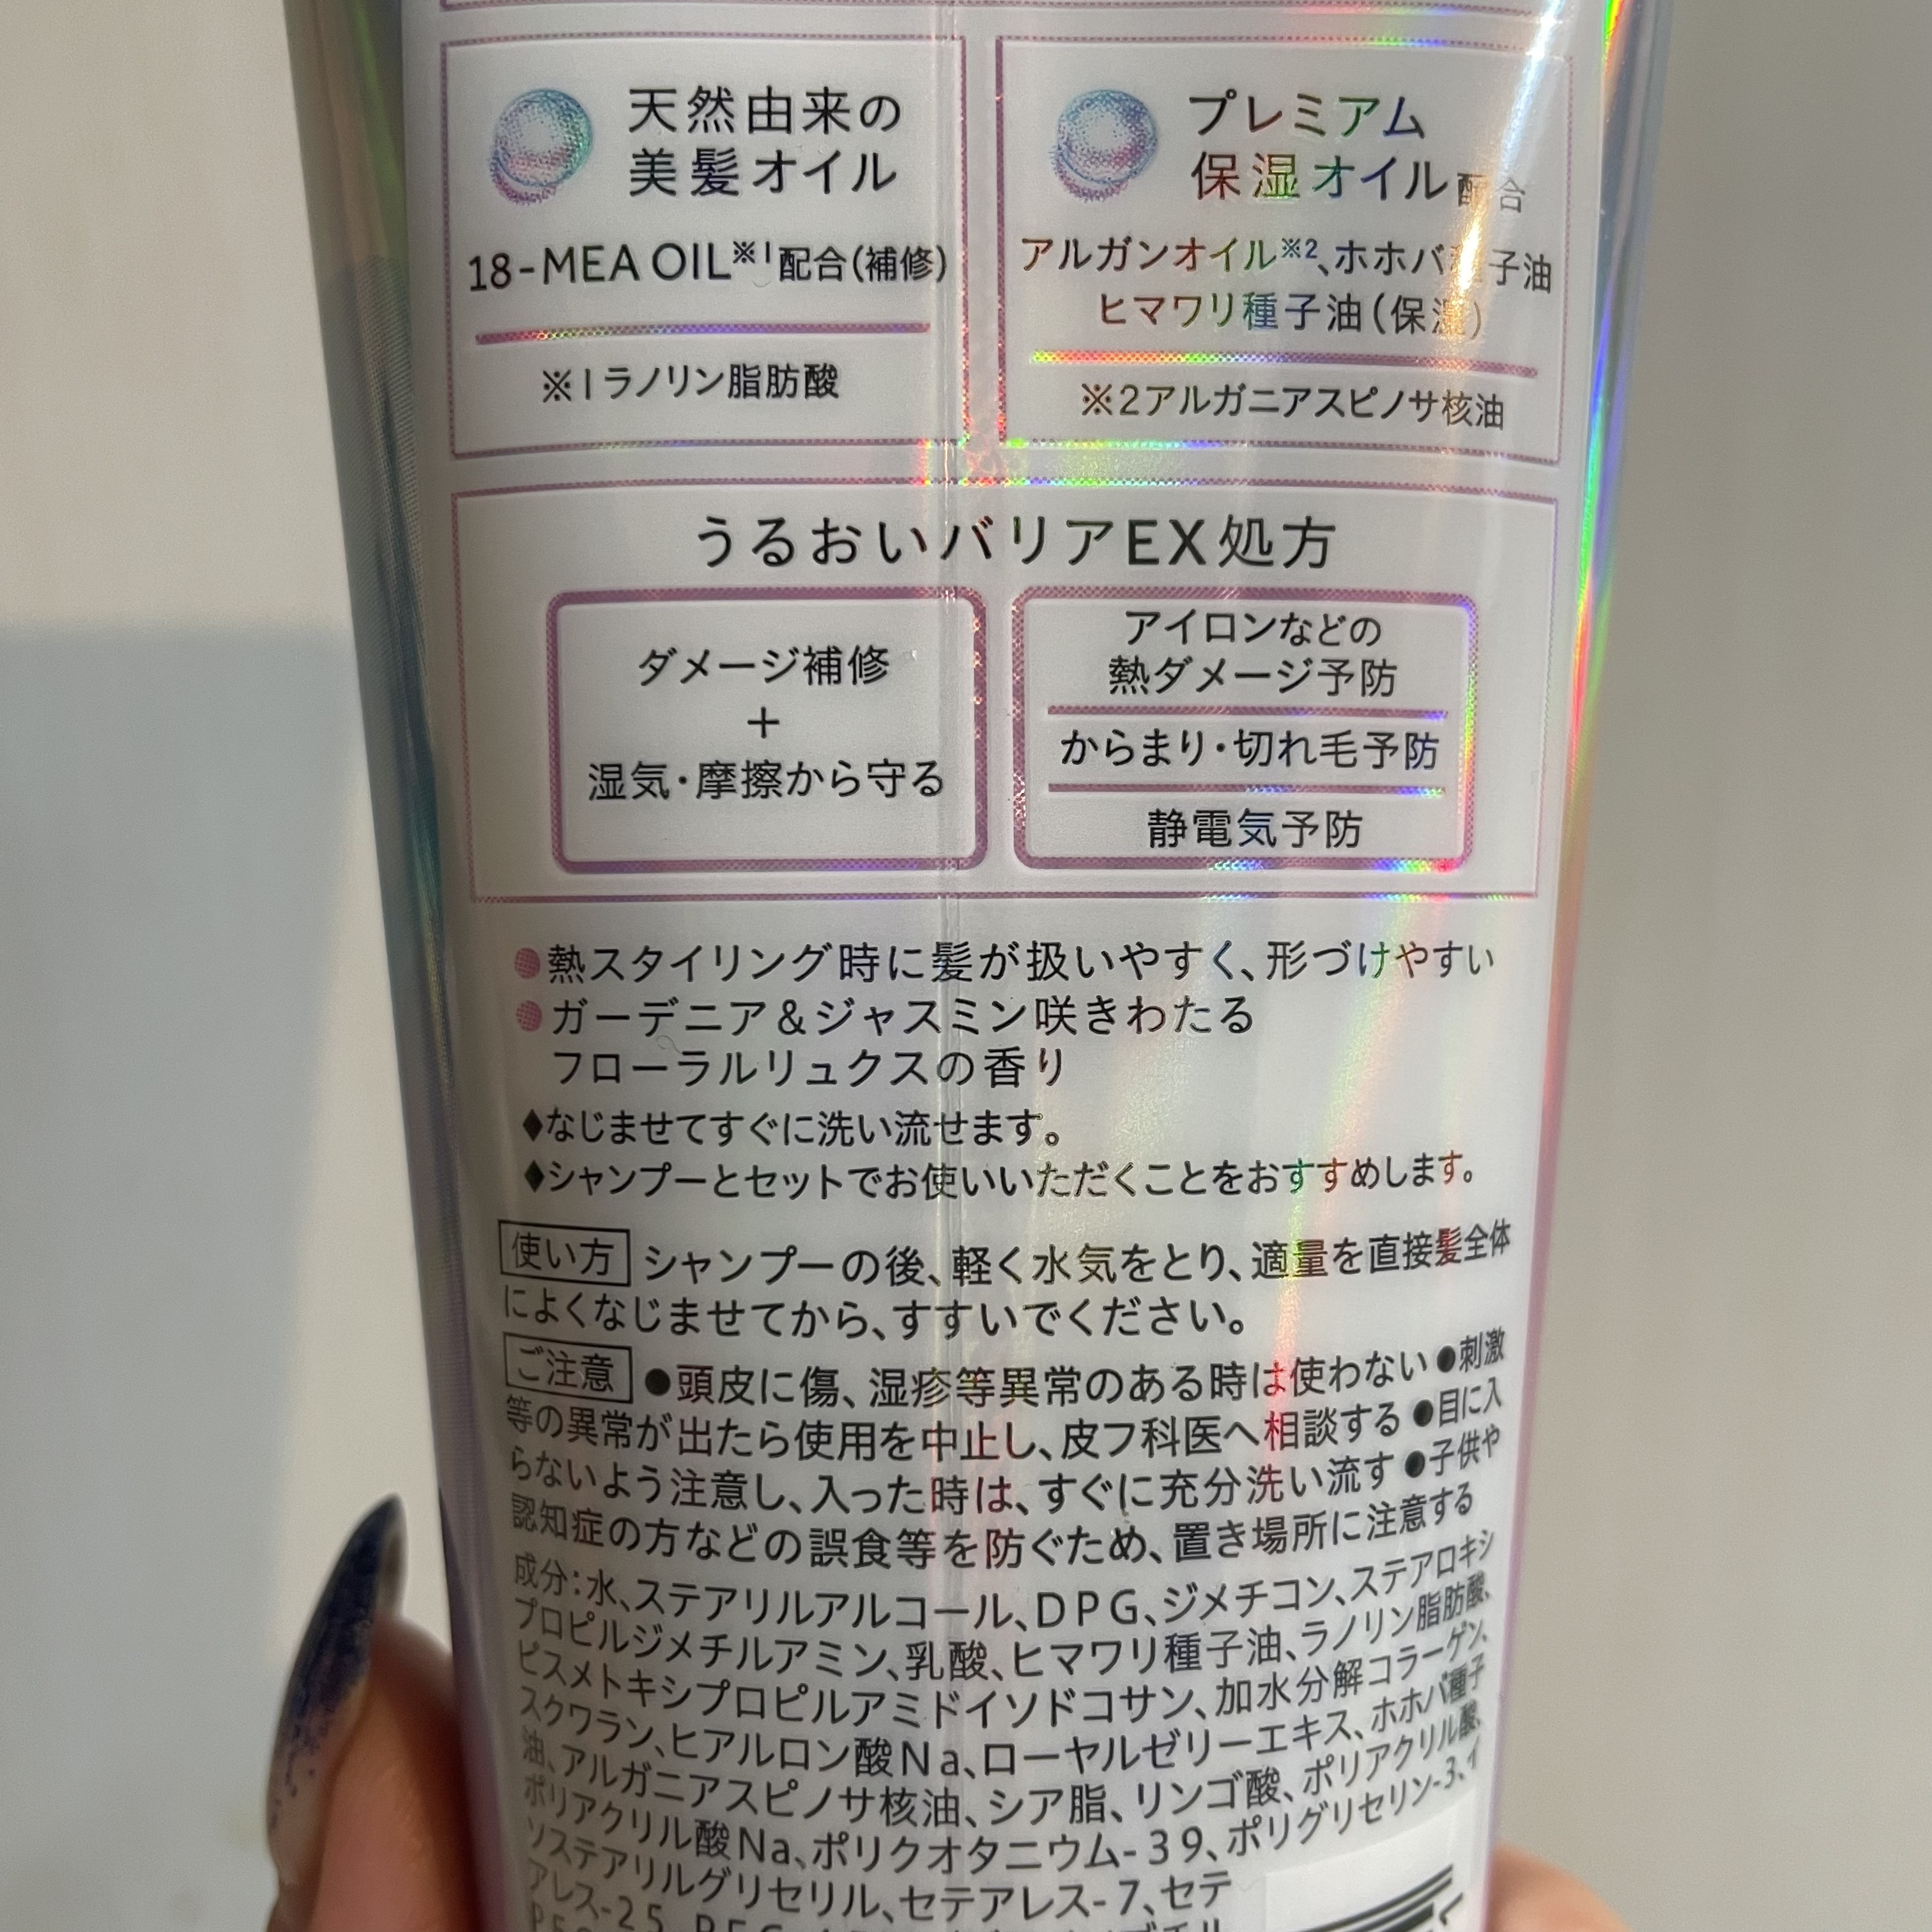 天然由来の
美髪オイル
18-MEA OIL※1配合(補修)
※1ラノリン脂肪酸
プレミアム
保湿オイル配合
アルガンオイル※2、ホホバ種子油
ヒマワリ種子油(保湿)
※2アルガニアスピノサ核油
うるおいバリアEX処方
ダメージ補修
+
湿気・摩擦から守る
アイロンなどの
熱ダメージ予防
からまり・切れ毛予防
静電気予防
●熱スタイリング時に髪が扱いやすく、形づけやすい
●ガーデニア&ジャスミン咲きわたる
フローラルリュクスの香り
♦なじませてすぐに洗い流せます。
♦シャンプーとセットでお使いいただくことをおすすめします。
使い方 シャンプーの後、軽く水気をとり、適量を直接髪全体
によくなじませてから、すすいでください。
ご注意 ●頭皮に傷、湿疹等異常のある時は使わない ●刺激
等の異常が出たら使用を中止し、皮フ科医へ相談する ●目に入
らないよう注意し、入った時は、すぐに充分洗い流す ●子供や
認知症の方などの誤食等を防ぐため、置き場所に注意する
成分:水、ステアリルアルコール、DPG、ジメチコン、ステアロキシ
プロピルジメチルアミン、乳酸、ヒマワリ種子油、ラノリン脂肪酸、
ビスメトキシプロピルアミドイソドコサン、加水分解コラーゲン、
スクワラン、ヒアルロン酸Na、ローヤルゼリーエキス、ホホバ種子
油、アルガニアスピノサ核油、シア脂、リンゴ酸、ポリアクリル酸、
ポリアクリル酸Na、ポリクオタニウム-39、ポリグリセリン-3、イ
ソステアリルグリセリル、セテアレス-7、セテ
アレス-25